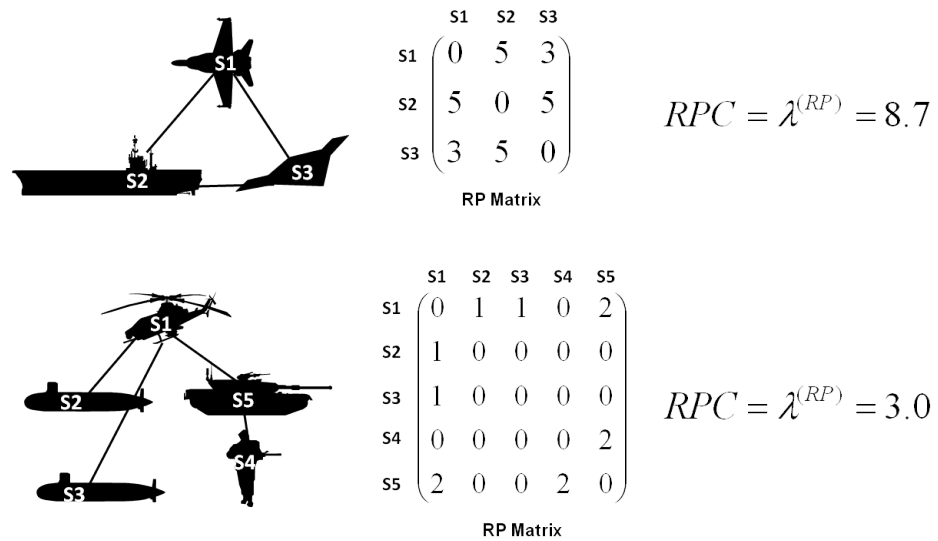 S1 S2 S3
S1
S1 0 5 3
S2 5 0 5
S3 3 5 0
RPC = λ^(RP) = 8.7
S2
S3
RP Matrix
S1 S2 S3 S4 S5
S1
S1 0 1 1 0 2
S2 1 0 0 0 0
S3 1 0 0 0 0
S4 0 0 0 0 2
S5 2 0 0 2 0
RPC = λ^(RP) = 3.0
S2
S5
S4
S3
RP Matrix